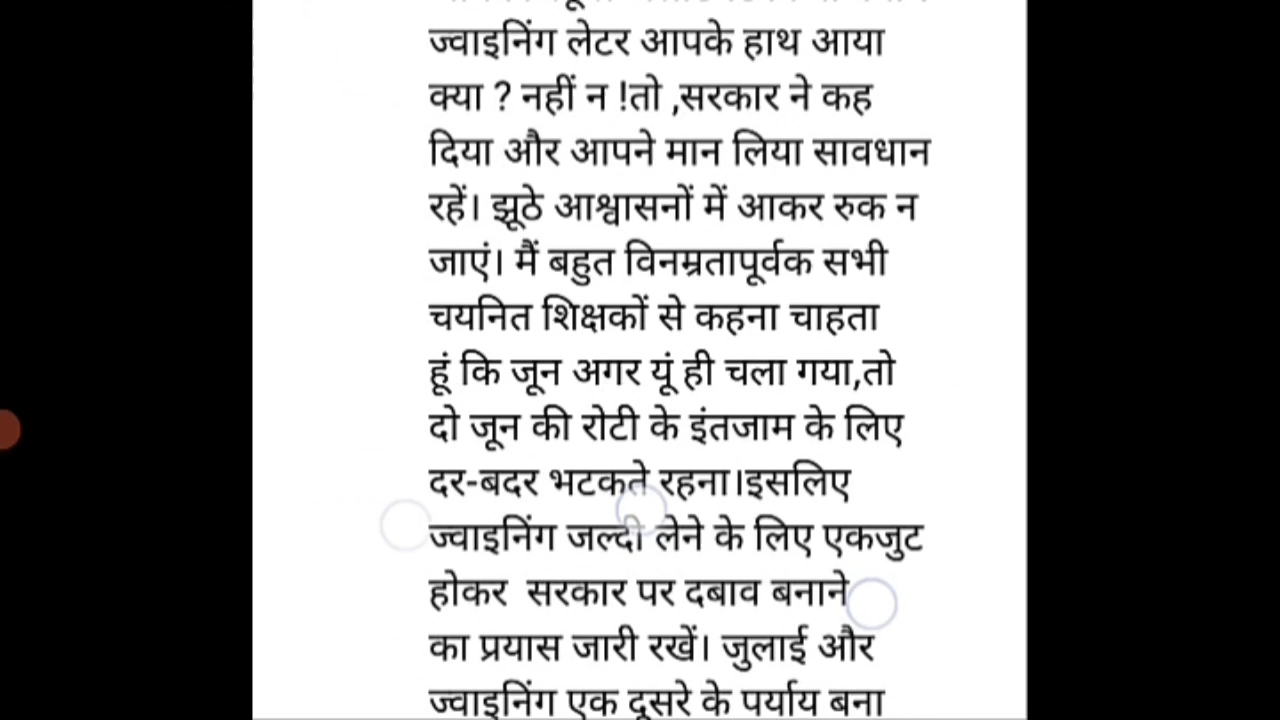 ज्वाइनिंग लेटर आपके हाथ आया
क्या ? नहीं न !तो ,सरकार ने कह
दिया और आपने मान लिया सावधान
रहें। झूठे आश्वासनों में आकर रुक न
जाएं। मैं बहुत विनम्रतापूर्वक सभी
चयनित शिक्षकों से कहना चाहता
हूं कि जून अगर यूं ही चला गया,तो
दो जून की रोटी के इंतजाम के लिए
दर-बदर भटकते रहना।इसलिए
ज्वाइनिंग जल्दी लेने के लिए एकजुट
होकर  सरकार पर दबाव बनाने
का प्रयास जारी रखें। जुलाई और
ज्वाइनिंग एक दूसरे के पर्याय बना